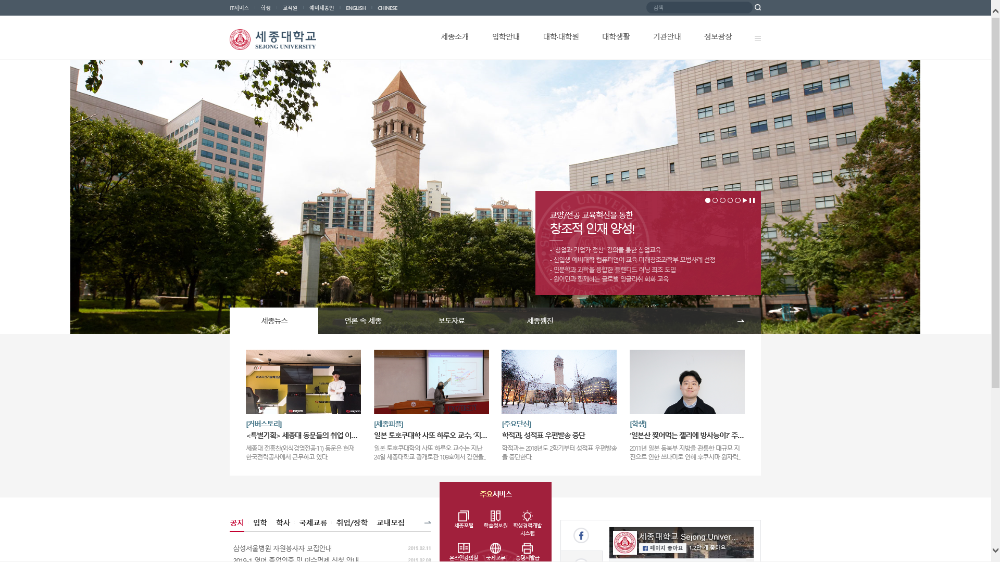 IT서비스
학생
교직원
예비세종인
ENGLISH
CHINESE
검색
세종대학교
SEJONG UNIVERSITY
세종소개
입학안내
대학·대학원
대학생활
기관안내
정보광장
교양/전공 교육혁신을 통한
창조적 인재 양성!
- "창업과 기업가 정신" 강의를 통한 창업교육
- 신입생 예비대학 컴퓨터언어 교육 미래창조과학부 모범사례 선정
- 인문학과 과학을 융합한 블랜디드 러닝 최초 도입
- 원어민과 함께하는 글로벌 잉글리쉬 회화 교육
세종뉴스
언론 속 세종
보도자료
세종웹진
[커버스토리]
<특별기획> 세종대 동문들의 취업 이...
세종대 전홍찬(외식경영전공·11) 동문은 현재
한국전력공사에서 근무하고 있다.
[세종피플]
일본 토호쿠대학 사또 하루오 교수, ‘지...
일본 토호쿠대학의 사또 하루오 교수는 지난
24일 세종대학교 광개토관 109호에서 강연을...
[주요단신]
학적과, 성적표 우편발송 중단
학적과는 2018년도 2학기부터 성적표 우편발송
을 중단한다.
[학생]
‘일본산 찢어먹는 젤리에 방사능이?’ 주...
2011년 일본 동북부 지방을 관통한 대규모 지
진으로 인한 쓰나미로 인해 후쿠시마 원자력...
공지
입학
학사
국제교류
취업/장학
교내모집
삼성서울병원 자원봉사자 모집안내
2019.02.11
2019-1 영어 졸업인증 및 이수면제 신청 안내
2019.02.08
주요서비스
세종포털
학술정보원
학생경력개발
시스템
온라인강의실
국제교류
증명서발급
세종대학교 Sejong Univer...
페이지 좋아요
1.2만 개 좋아요